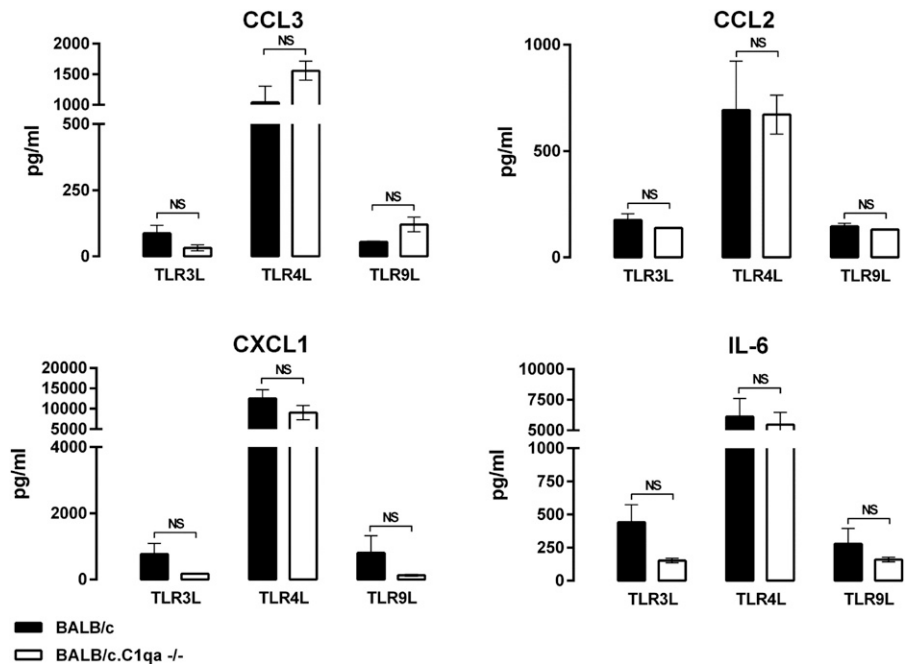 CCL3
2000
1500
1000
500
250
0
pg/ml
NS
NS
NS
TLR3L
TLR4L
TLR9L
CCL2
1000
500
0
pg/ml
NS
NS
NS
TLR3L
TLR4L
TLR9L
CXCL1
20000
15000
10000
5000
4000
2000
0
pg/ml
NS
NS
NS
TLR3L
TLR4L
TLR9L
IL-6
10000
7500
5000
1000
750
500
250
0
pg/ml
NS
NS
NS
TLR3L
TLR4L
TLR9L
BALB/c
BALB/c.C1qa -/-